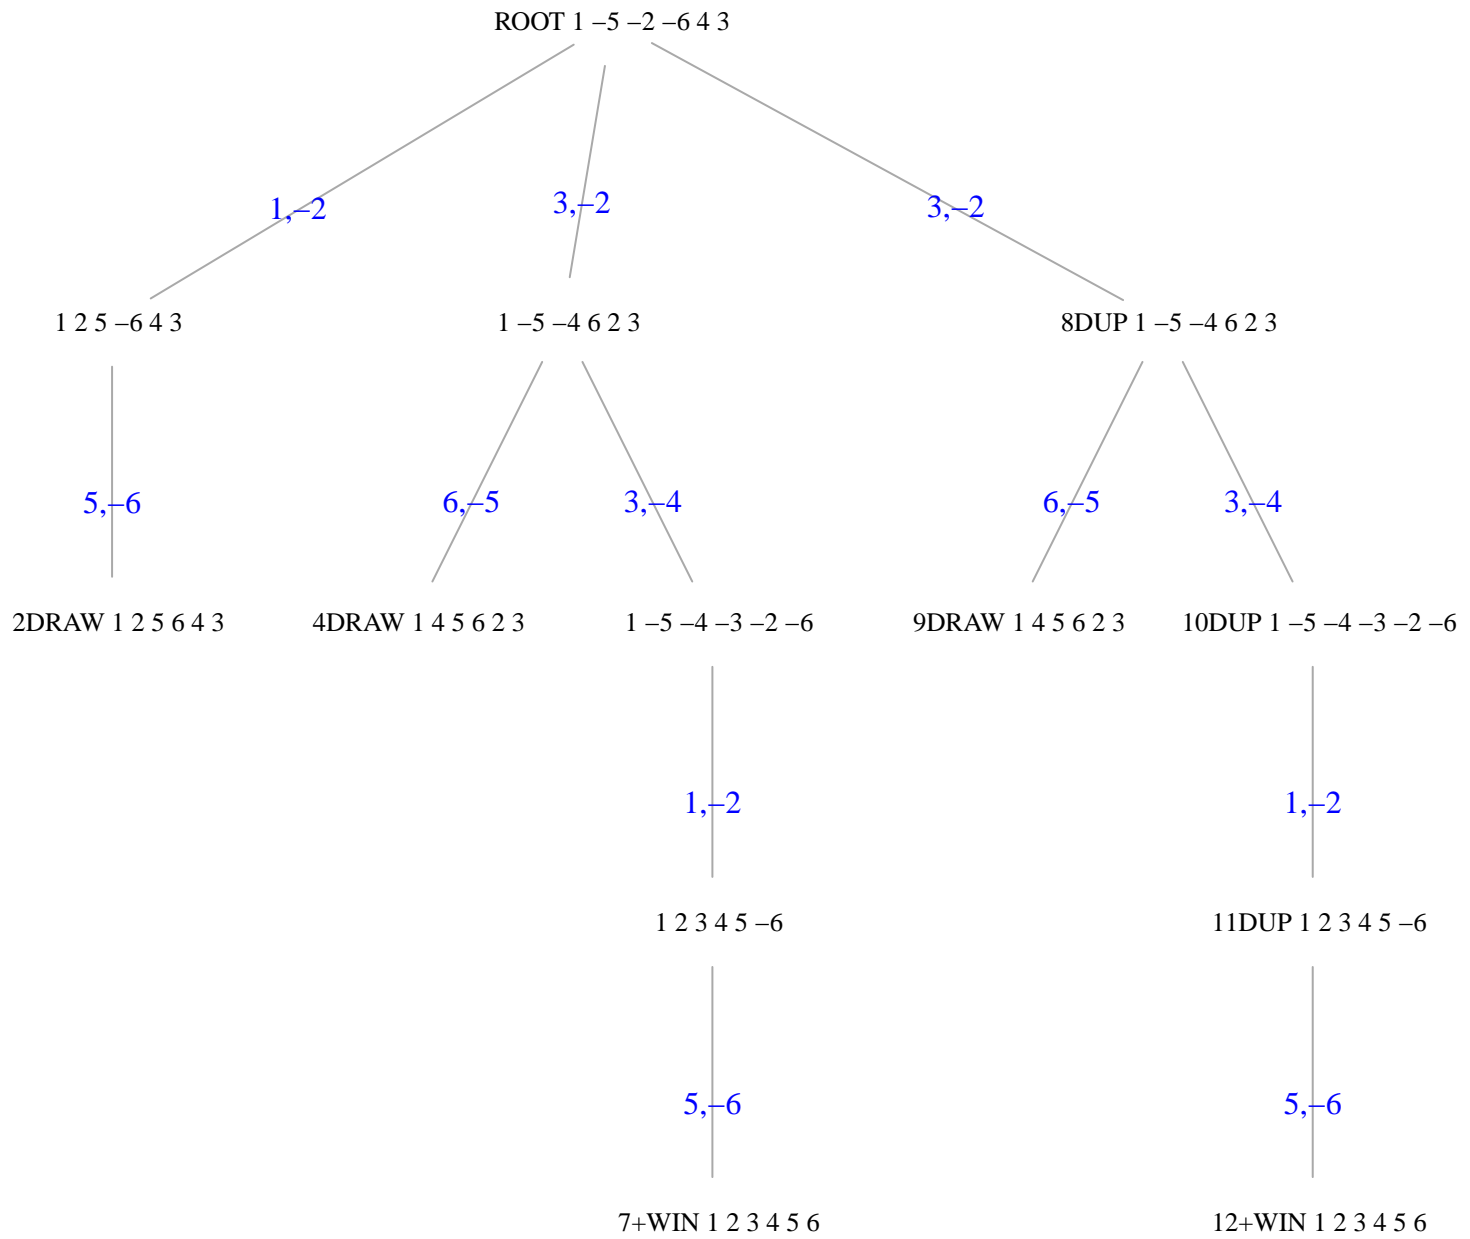 ROOT 1 –5 –2 –6 4 3
1,–2
3,–2
3,–2
1 2 5 –6 4 3
1 –5 –4 6 2 3
8DUP 1 –5 –4 6 2 3
5,–6
6,–5
3,–4
6,–5
3,–4
2DRAW 1 2 5 6 4 3
4DRAW 1 4 5 6 2 3
1 –5 –4 –3 –2 –6
9DRAW 1 4 5 6 2 3
10DUP 1 –5 –4 –3 –2 –6
1,–2
1,–2
1 2 3 4 5 –6
11DUP 1 2 3 4 5 –6
5,–6
5,–6
7+WIN 1 2 3 4 5 6
12+WIN 1 2 3 4 5 6